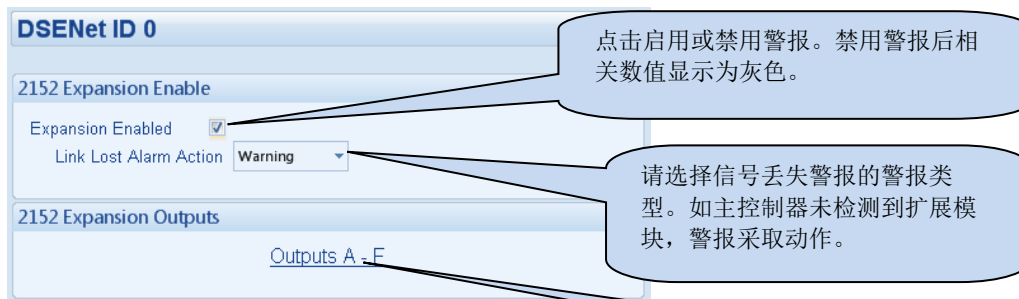 DSENet ID 0
点击启用或禁用警报。禁用警报后相
关数值显示为灰色。
2152 Expansion Enable
Expansion Enabled
Link Lost Alarm Action Warning
请选择信号丢失警报的警报类
型。如主控制器未检测到扩展模
块，警报采取动作。
2152 Expansion Outputs
Outputs A - F